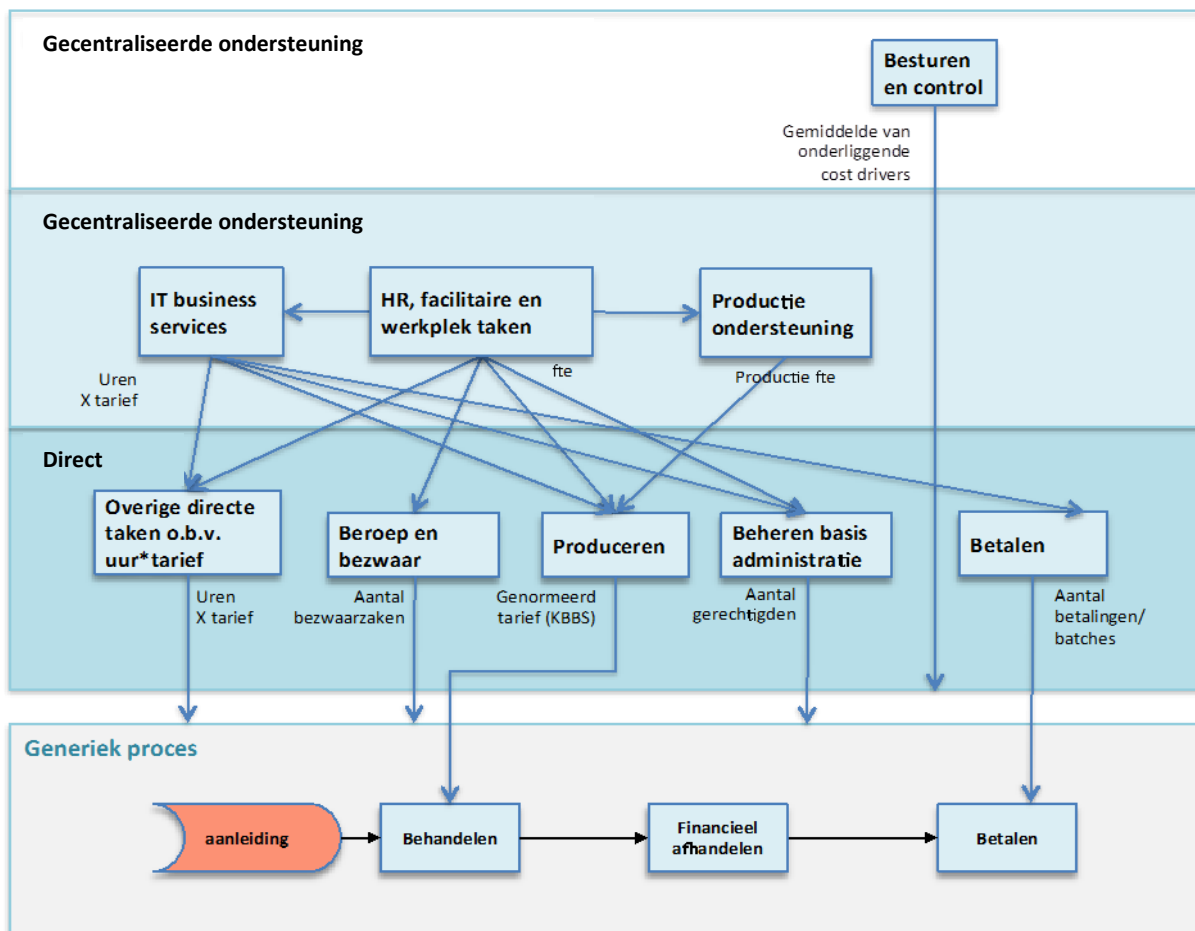 Gecentraliseerde ondersteuning
Besturen
en control
Gemiddelde van
onderliggende
cost drivers
Gecentraliseerde ondersteuning
IT business
services
HR, facilitaire en
werkplek taken
Productie
ondersteuning
Uren
X tarief
fte
Productie fte
Direct
Overige directe
taken o.b.v.
uur*tarief
Beroep en
bezwaar
Produceren
Beheren basis
administratie
Betalen
Uren
X tarief
Aantal
bezwaarzaken
Genormeerd
tarief (KBBS)
Aantal
gerechtigden
Aantal
betalingen/
batches
Generiek proces
aanleiding
Behandelen
Financieel
afhandelen
Betalen